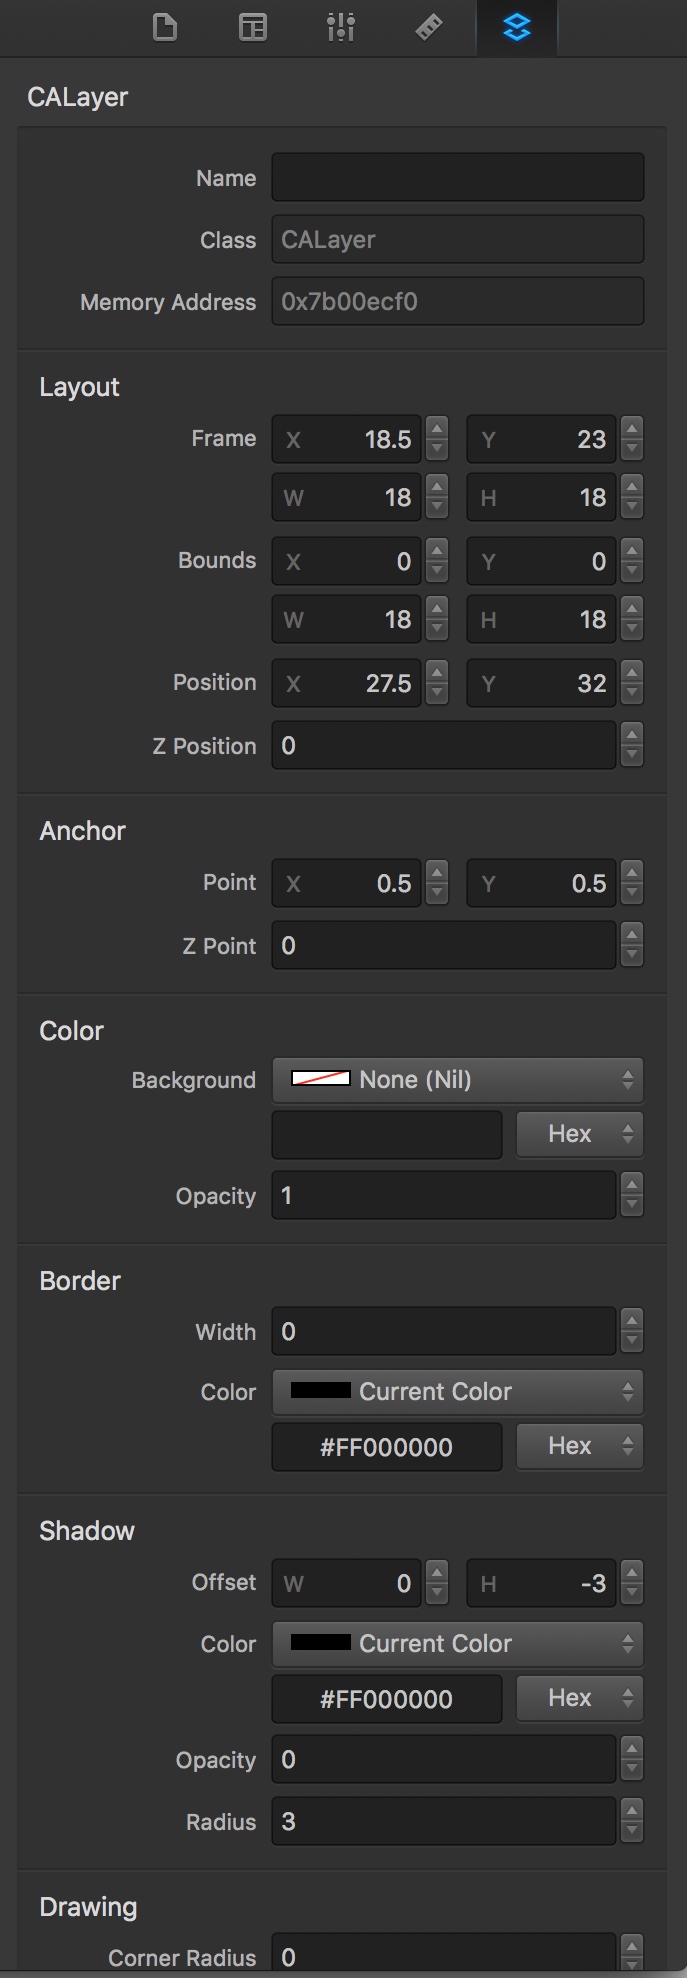 CALayer
Name
Class CALayer
Memory Address 0x7b00ecf0
Layout
Frame X 18.5 Y 23
W 18 H 18
Bounds X 0 Y 0
W 18 H 18
Position X 27.5 Y 32
Z Position 0
Anchor
Point X 0.5 Y 0.5
Z Point 0
Color
Background None (Nil)
Hex
Opacity 1
Border
Width 0
Color Current Color
#FF000000 Hex
Shadow
Offset W 0 H -3
Color Current Color
#FF000000 Hex
Opacity 0
Radius 3
Drawing
Corner Radius 0